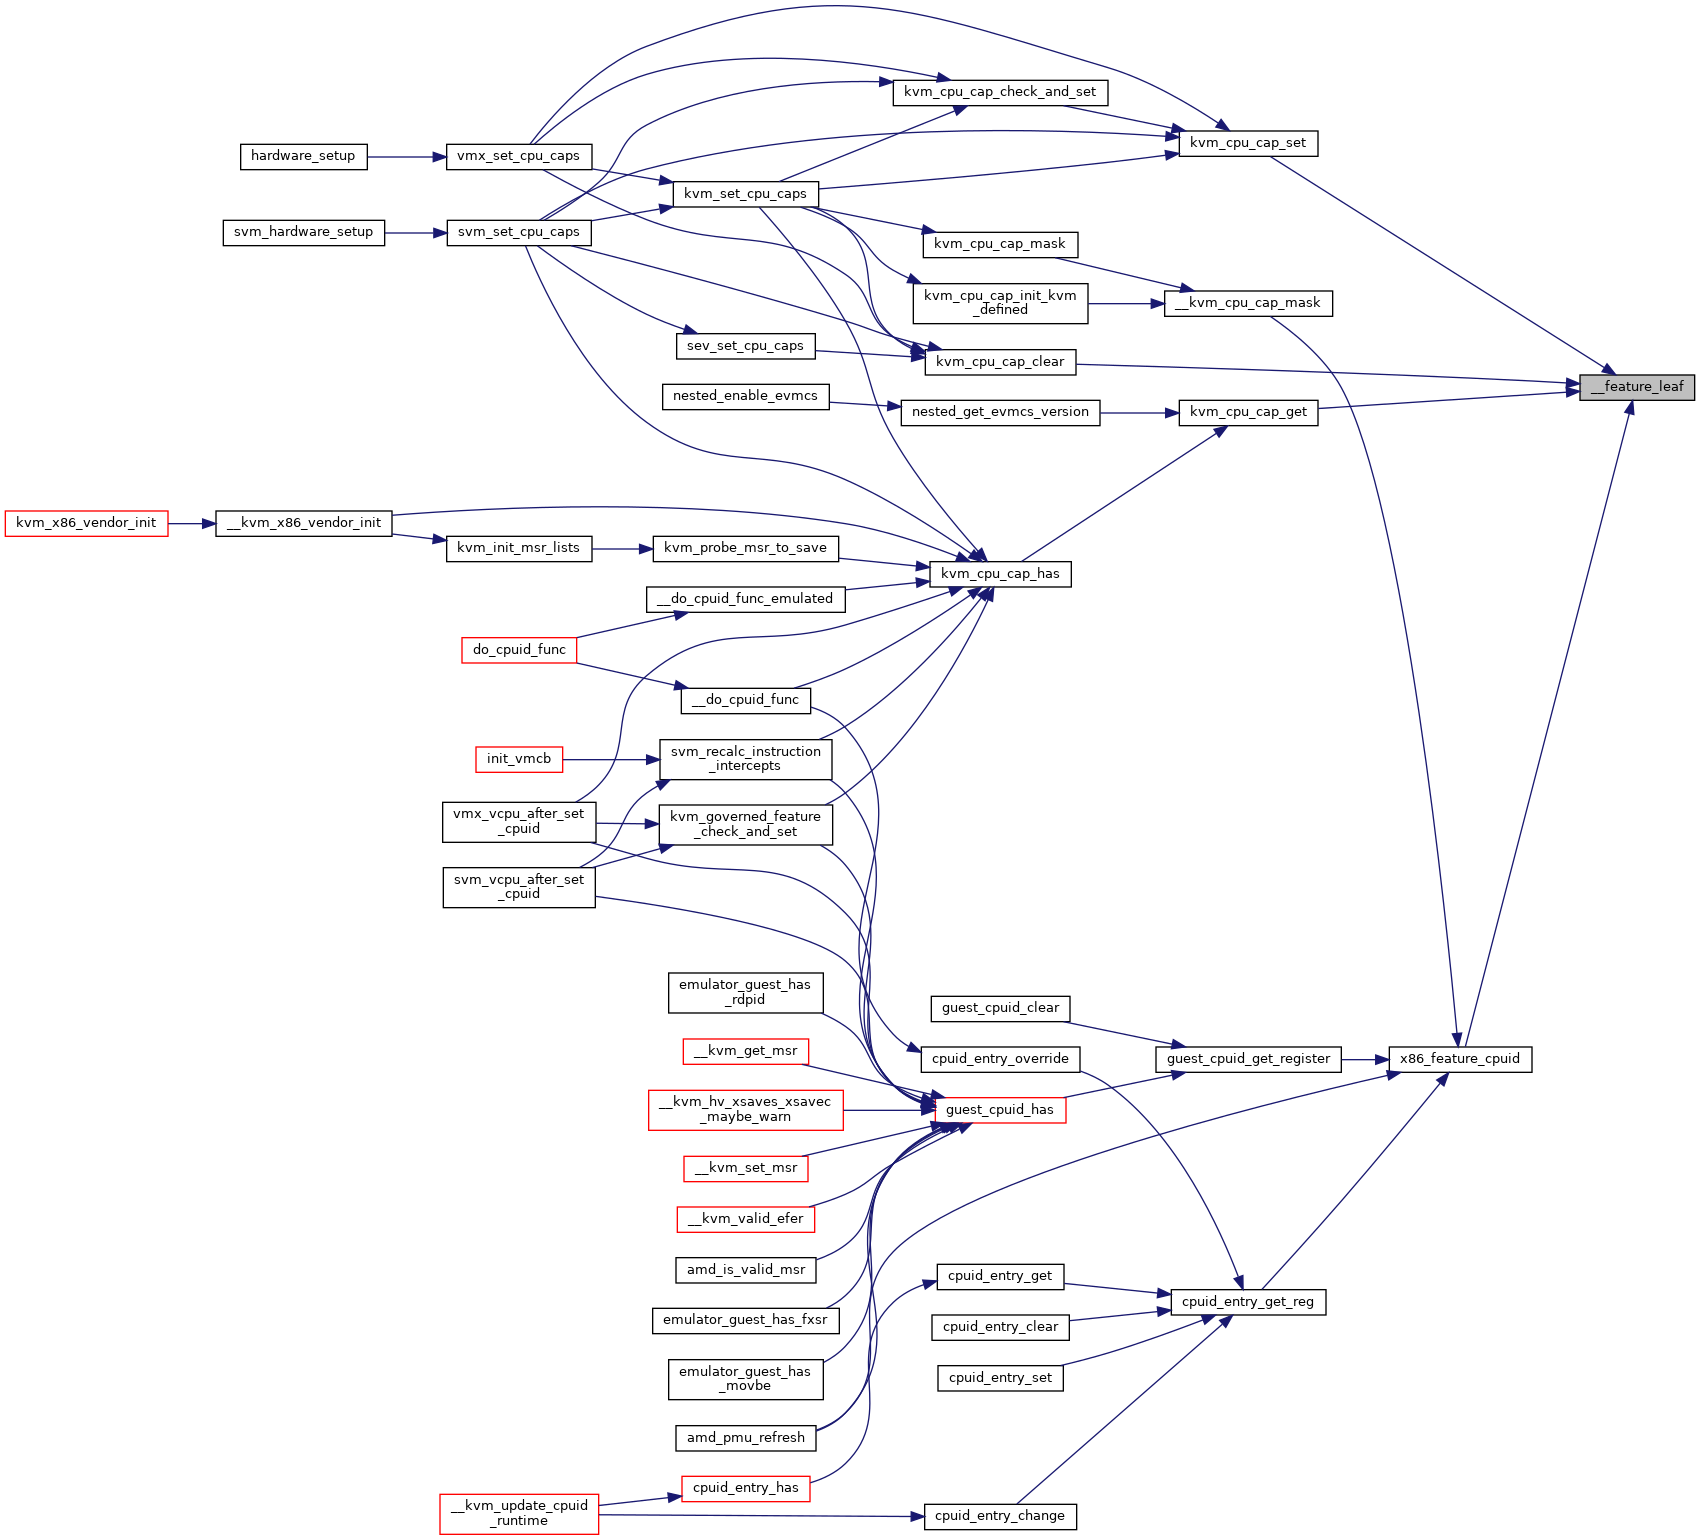 kvm_cpu_cap_check_and_set
kvm_cpu_cap_set
hardware_setup
vmx_set_cpu_caps
kvm_set_cpu_caps
svm_hardware_setup
svm_set_cpu_caps
kvm_cpu_cap_mask
kvm_cpu_cap_init_kvm
_defined
__kvm_cpu_cap_mask
sev_set_cpu_caps
kvm_cpu_cap_clear
__feature_leaf
nested_enable_evmcs
nested_get_evmcs_version
kvm_cpu_cap_get
kvm_x86_vendor_init
__kvm_x86_vendor_init
kvm_init_msr_lists
kvm_probe_msr_to_save
kvm_cpu_cap_has
__do_cpuid_func_emulated
do_cpuid_func
__do_cpuid_func
init_vmcb
svm_recalc_instruction
_intercepts
vmx_vcpu_after_set
_cpuid
kvm_governed_feature
_check_and_set
svm_vcpu_after_set
_cpuid
emulator_guest_has
_rdpid
guest_cpuid_clear
__kvm_get_msr
cpuid_entry_override
guest_cpuid_get_register
x86_feature_cpuid
__kvm_hv_xsaves_xsavec
_maybe_warn
guest_cpuid_has
__kvm_set_msr
__kvm_valid_efer
amd_is_valid_msr
cpuid_entry_get
cpuid_entry_get_reg
emulator_guest_has_fxsr
cpuid_entry_clear
emulator_guest_has
_movbe
cpuid_entry_set
amd_pmu_refresh
cpuid_entry_has
__kvm_update_cpuid
_runtime
cpuid_entry_change